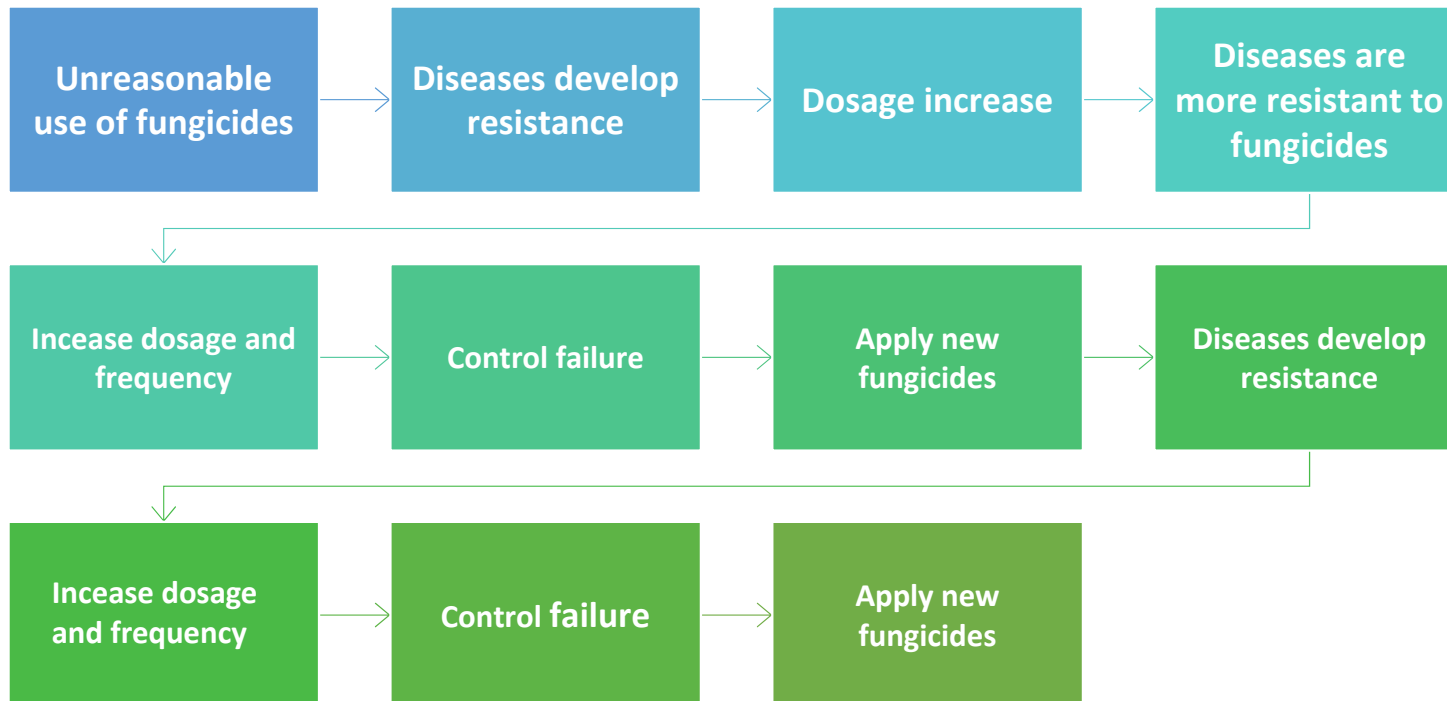 Unreasonable
use of fungicides
Diseases develop
resistance
Dosage increase
Diseases are
more resistant to
fungicides
Incease dosage and
frequency
Control failure
Apply new
fungicides
Diseases develop
resistance
Incease dosage
and frequency
Control failure
Apply new
fungicides